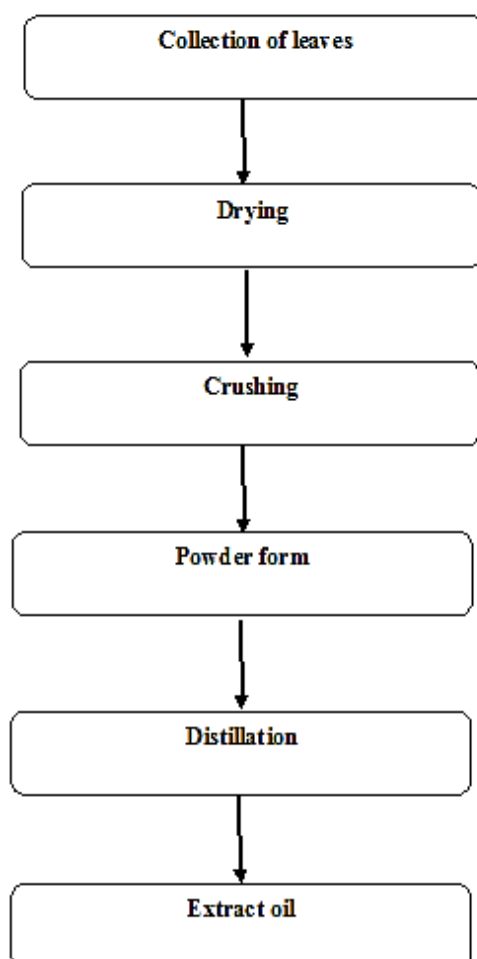 Collection of leaves
Drying
Crushing
Powder form
Distillation
Extract oil